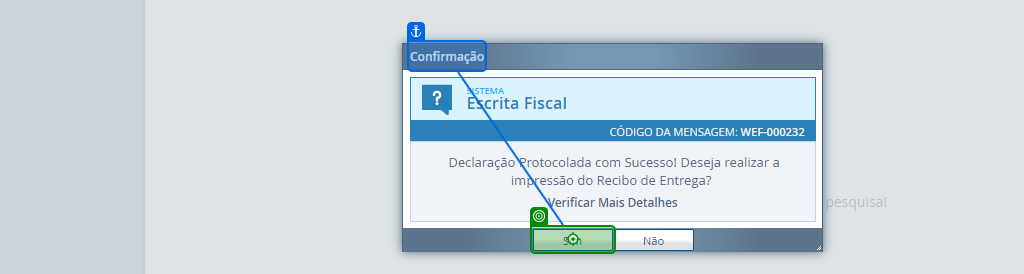 Confirmação
SISTEMA
Escrita Fiscal
CÓDIGO DA MENSAGEM: WEF-000232
Declaração Protocolada com Sucesso! Deseja realizar a
impressão do Recibo de Entrega?
Verificar Mais Detalhes
pesquisa!
Sim Não